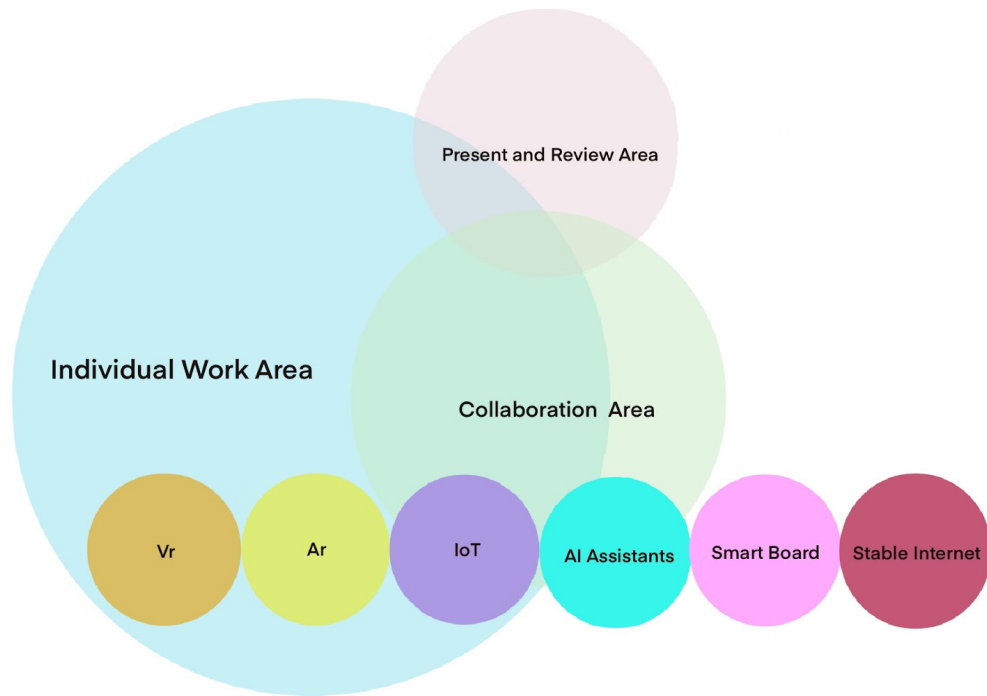 Present and Review Area
Individual Work Area
Collaboration Area
Vr
Ar
IoT
AI Assistants
Smart Board
Stable Internet